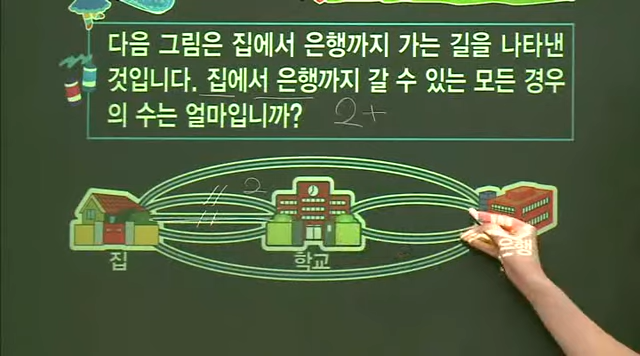 다음 그림은 집에서 은행까지 가는 길을 나타낸
것입니다. 집에서 은행까지 갈 수 있는 모든 경우
의 수는 얼마입니까? 2+
2
집
학교
은행